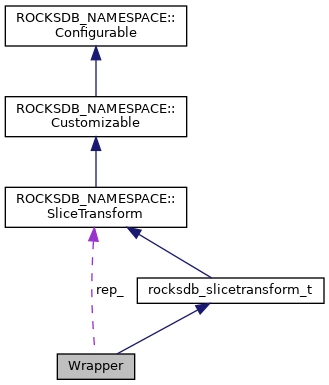 ROCKSDB_NAMESPACE::
Configurable
ROCKSDB_NAMESPACE::
Customizable
ROCKSDB_NAMESPACE::
SliceTransform
rep_
rocksdb_slicetransform_t
Wrapper